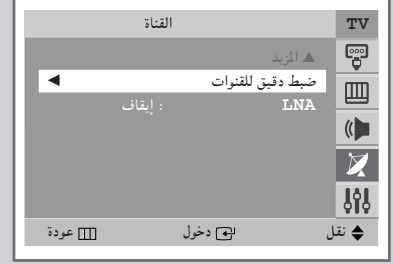 TV القناة
▲ المزيد
ضبط دقيق للقنوات ◄
LNA : إيقاف
نقل دخول عودة